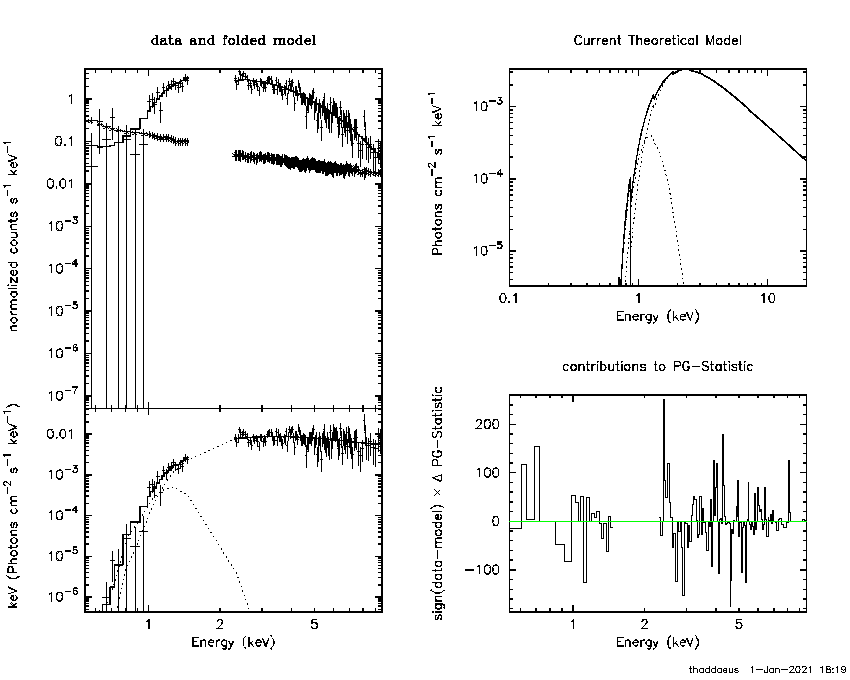 data and folded model
normalized counts s⁻¹ keV⁻¹
1
0.1
0.01
10⁻³
10⁻⁴
10⁻⁵
10⁻⁶
10⁻⁷
keV (Photons cm⁻² s⁻¹ keV⁻¹)
0.01
10⁻³
10⁻⁴
10⁻⁵
10⁻⁶
1 2 5
Energy (keV)
Current Theoretical Model
Photons cm⁻² s⁻¹ keV⁻¹
10⁻³
10⁻⁴
10⁻⁵
0.1 1 10
Energy (keV)
contributions to PG-Statistic
sign(data-model) × Δ PG-Statistic
200
100
0
-100
1 2 5
Energy (keV)
thaddaeus 1-Jan-2021 18:19